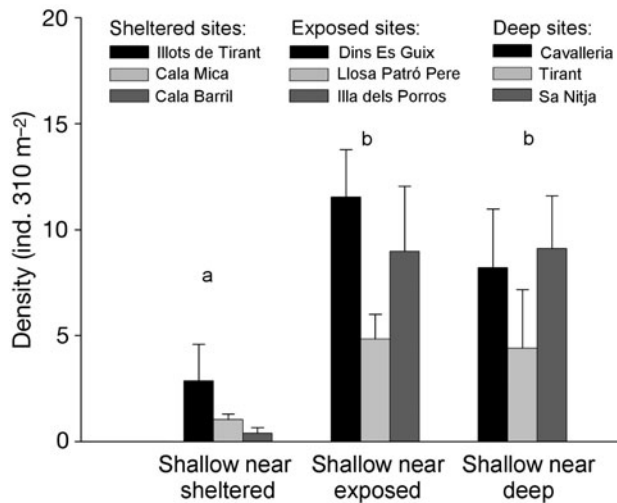 20
15
10
5
0
Density (ind. 310 m⁻²)
Sheltered sites:
Illots de Tirant
Cala Mica
Cala Barril
Exposed sites:
Dins Es Guix
Llosa Patró Pere
Illa dels Porros
Deep sites:
Cavalleria
Tirant
Sa Nitja
a
b
b
Shallow near
sheltered
Shallow near
exposed
Shallow near
deep